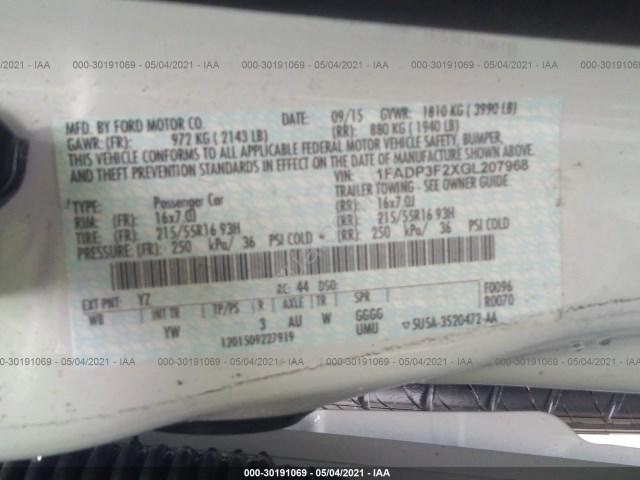 000-30191069 - 05/04/2021 - IAA
MFD. BY FORD MOTOR CO. DATE: 09/15 GVWR: 1810 KG ( 3990 LB)
GAWR: (FR): 972 KG ( 2143 LB) (RR): 880 KG ( 1940 LB)
THIS VEHICLE CONFORMS TO ALL APPLICABLE FEDERAL MOTOR VEHICLE SAFETY, BUMPER,
AND THEFT PREVENTION STANDARDS IN EFFECT ON THE DATE OF MANUFACTURE SHOWN ABOVE.
VIN: 1FADP3F2XGL207968
TYPE: Passenger Car TRAILER TOWING - SEE OWNER GUIDE
RIM: (FR): 16x7.0J (RR): 16x7.0J
TIRE: (FR): 215/55R16 93H (RR): 215/55R16 93H
PRESSURE: (FR): 250 kPa/ 36 PSI COLD (RR): 250 kPa/ 36 PSI COLD
EXT PNT: YZ RC: 44 DSO: F0096
WB INT TR TP/PS R AXLE TR SPR R0070
YW 3 AU W GGGG
UMU
1201509227919 5USA-3520472-AA
000-30191069 - 05/04/2021 - IAA
000-30191069 - 05/04/2021 - IAA